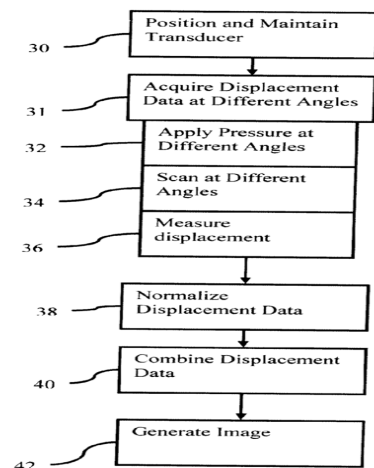 Position and Maintain
Transducer
30
Acquire Displacement
Data at Different Angles
31
Apply Pressure at
Different Angles
32
Scan at Different
Angles
34
Measure
displacement
36
Normalize
Displacement Data
38
Combine Displacement
Data
40
Generate Image
42